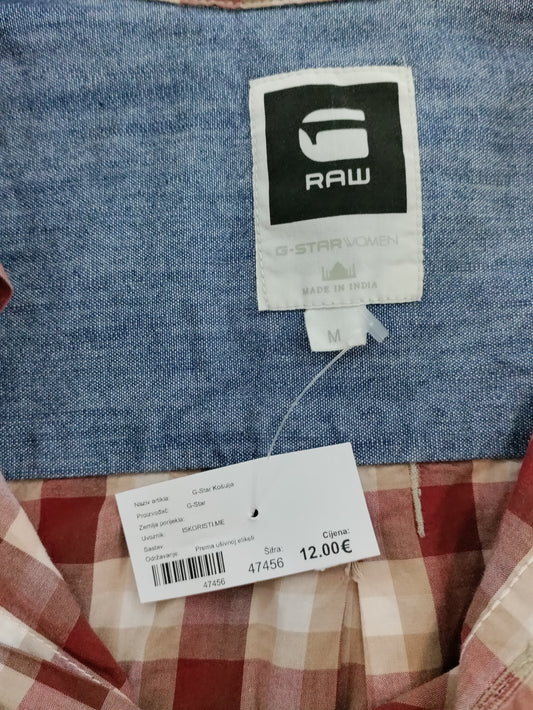 RAW
G-STAR WOMEN
MADE IN INDIA
M
Naziv artikla: G-Star Košulja
Proizvođač: G-Star
Zemlja porijekla:
Uvoznik: ISKORISTI.ME
Sastav:
Održavanje: Prema ušivnoj etiketi
Šifra:
47456
Cijena:
12.00€
47456